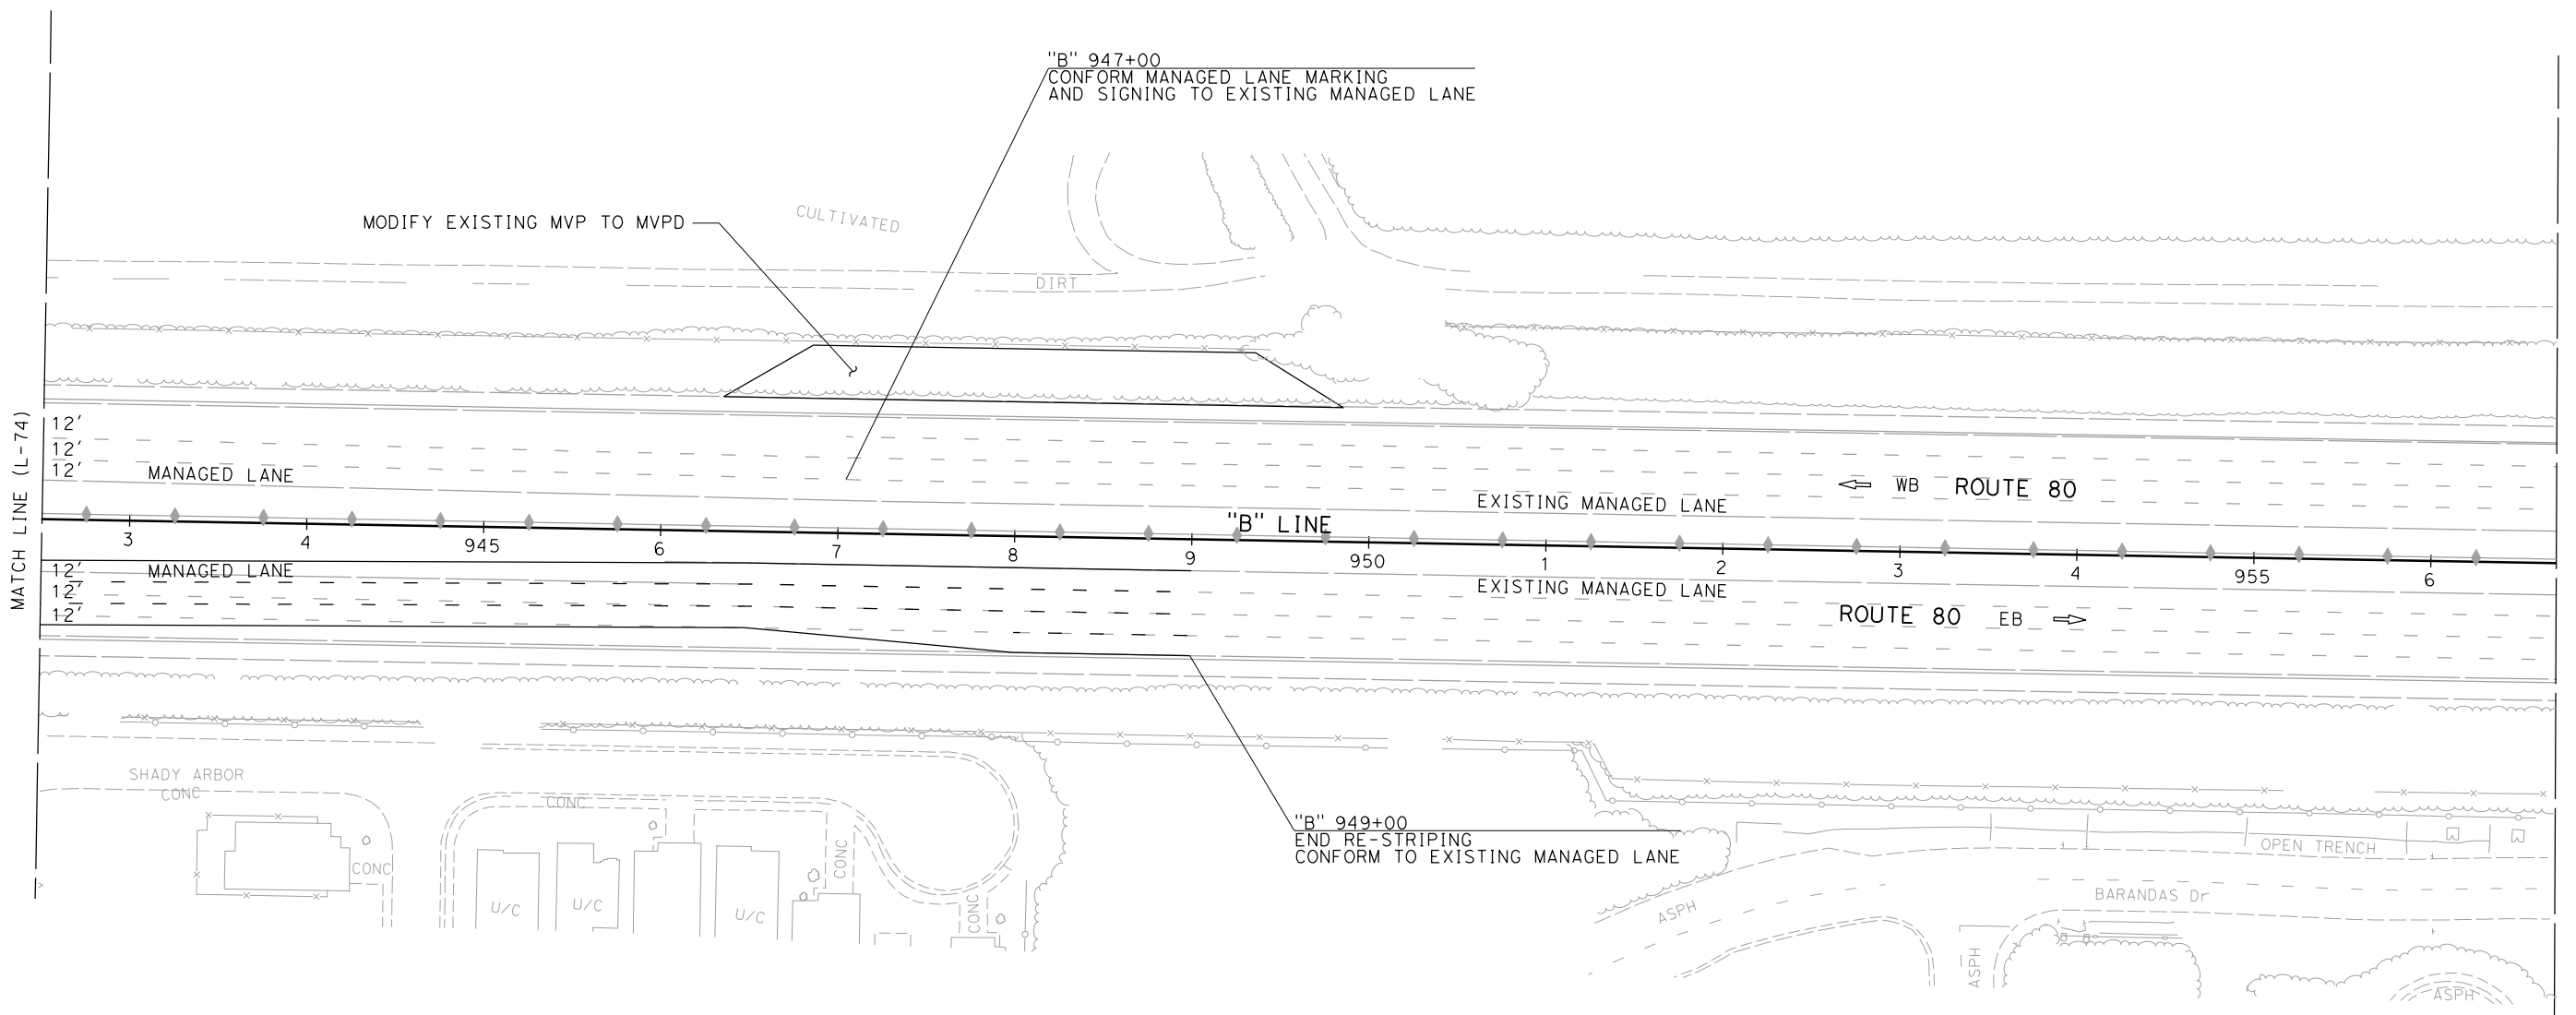 "B" 947+00
CONFORM MANAGED LANE MARKING
AND SIGNING TO EXISTING MANAGED LANE
MODIFY EXISTING MVP TO MVPD
CULTIVATED
DIRT
MATCH LINE (L-74)
12'
12'
12'
MANAGED LANE
EXISTING MANAGED LANE
WB ROUTE 80
"B" LINE
3 4 945 6 7 8 9 950 1 2 3 4 955 6
12'
12'
12'
MANAGED LANE
EXISTING MANAGED LANE
ROUTE 80 EB
SHADY ARBOR
CONC
CONC
CONC
CONC
CONC
U/C
U/C
U/C
"B" 949+00
END RE-STRIPING
CONFORM TO EXISTING MANAGED LANE
OPEN TRENCH
BARANDAS Dr
ASPH
ASPH
ASPH